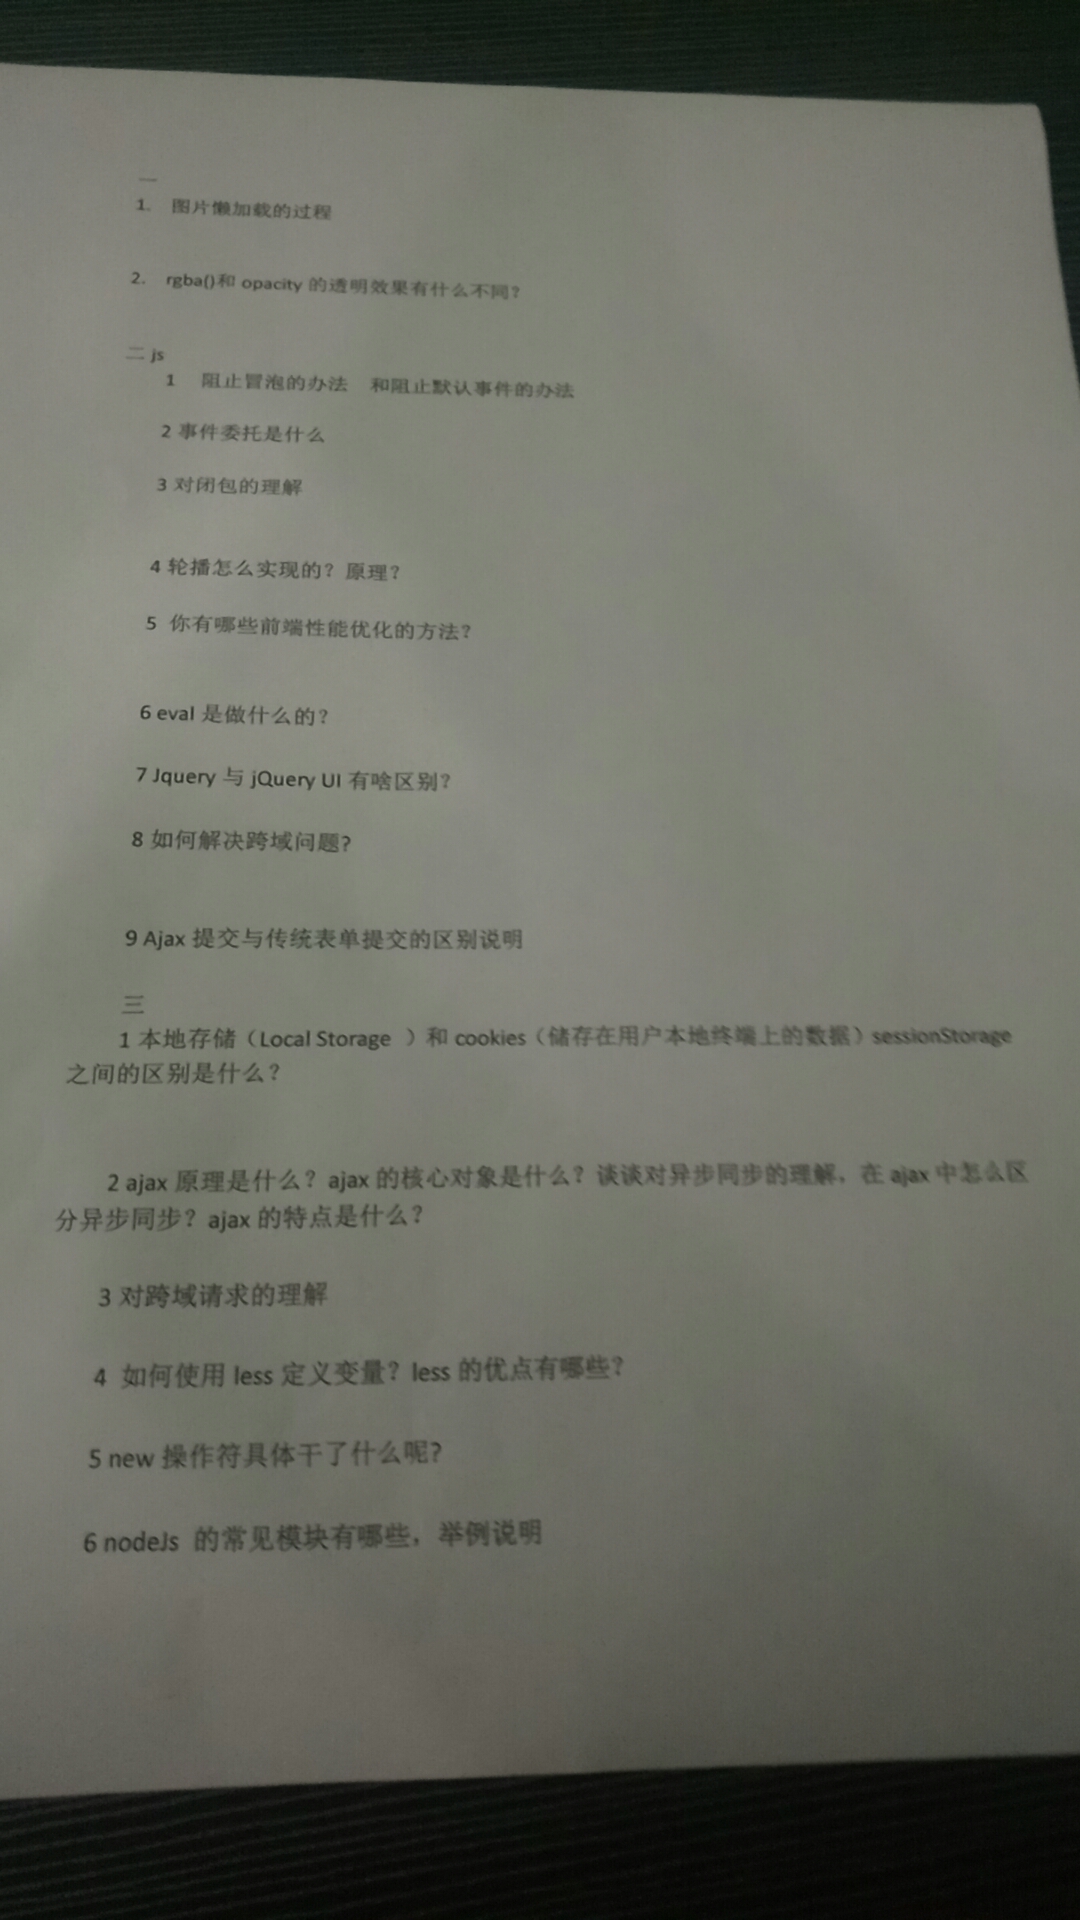 一
1. 图片懒加载的过程
2. rgba()和 opacity 的透明效果有什么不同?
二 js
1 阻止冒泡的办法 和阻止默认事件的办法
2 事件委托是什么
3 对闭包的理解
4 轮播怎么实现的？原理？
5 你有哪些前端性能优化的方法？
6 eval 是做什么的？
7 Jquery 与 jQuery UI 有啥区别？
8 如何解决跨域问题?
9 Ajax 提交与传统表单提交的区别说明
三
1 本地存储（Local Storage ）和 cookies（储存在用户本地终端上的数据）sessionStorage
之间的区别是什么？
2 ajax 原理是什么？ajax 的核心对象是什么？谈谈对异步同步的理解，在 ajax 中怎么区
分异步同步？ajax 的特点是什么？
3 对跨域请求的理解
4 如何使用 less 定义变量？less 的优点有哪些？
5 new 操作符具体干了什么呢?
6 nodeJs 的常见模块有哪些，举例说明